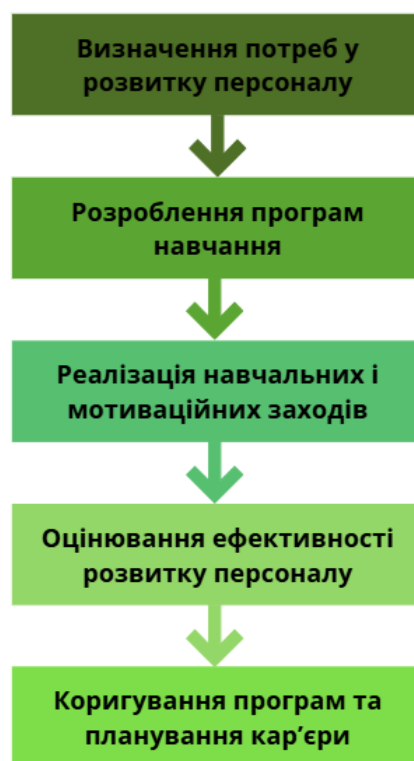 Визначення потреб у
розвитку персоналу
Розроблення програм
навчання
Реалізація навчальних і
мотиваційних заходів
Оцінювання ефективності
розвитку персоналу
Коригування програм та
планування кар’єри